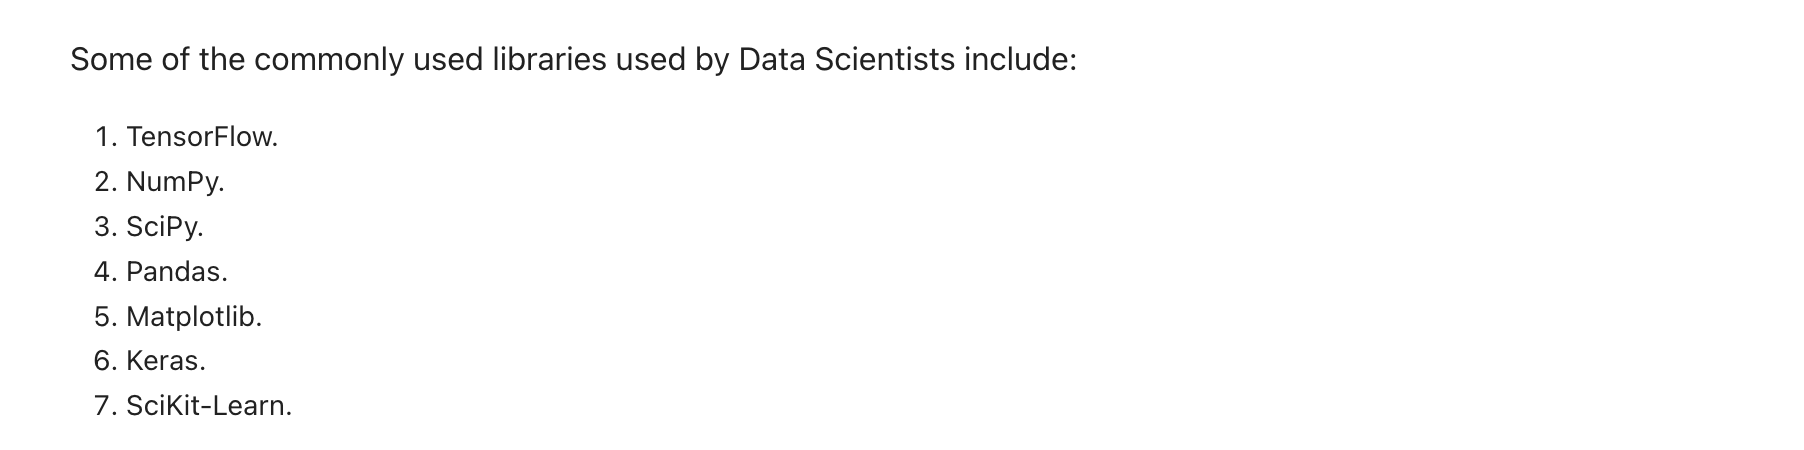 Some of the commonly used libraries used by Data Scientists include:
1. TensorFlow.
2. NumPy.
3. SciPy.
4. Pandas.
5. Matplotlib.
6. Keras.
7. SciKit-Learn.